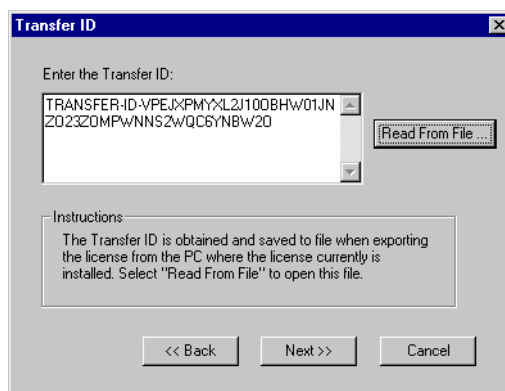 Transfer ID
Enter the Transfer ID:
TRANSFER-ID-VPEJXPMYXL2J10OBHW01JN
ZO23ZOMPWNNS2WQC6YNBW2O
Read From File ...
Instructions
The Transfer ID is obtained and saved to file when exporting
the license from the PC where the license currently is
installed. Select "Read From File" to open this file.
<< Back
Next >>
Cancel